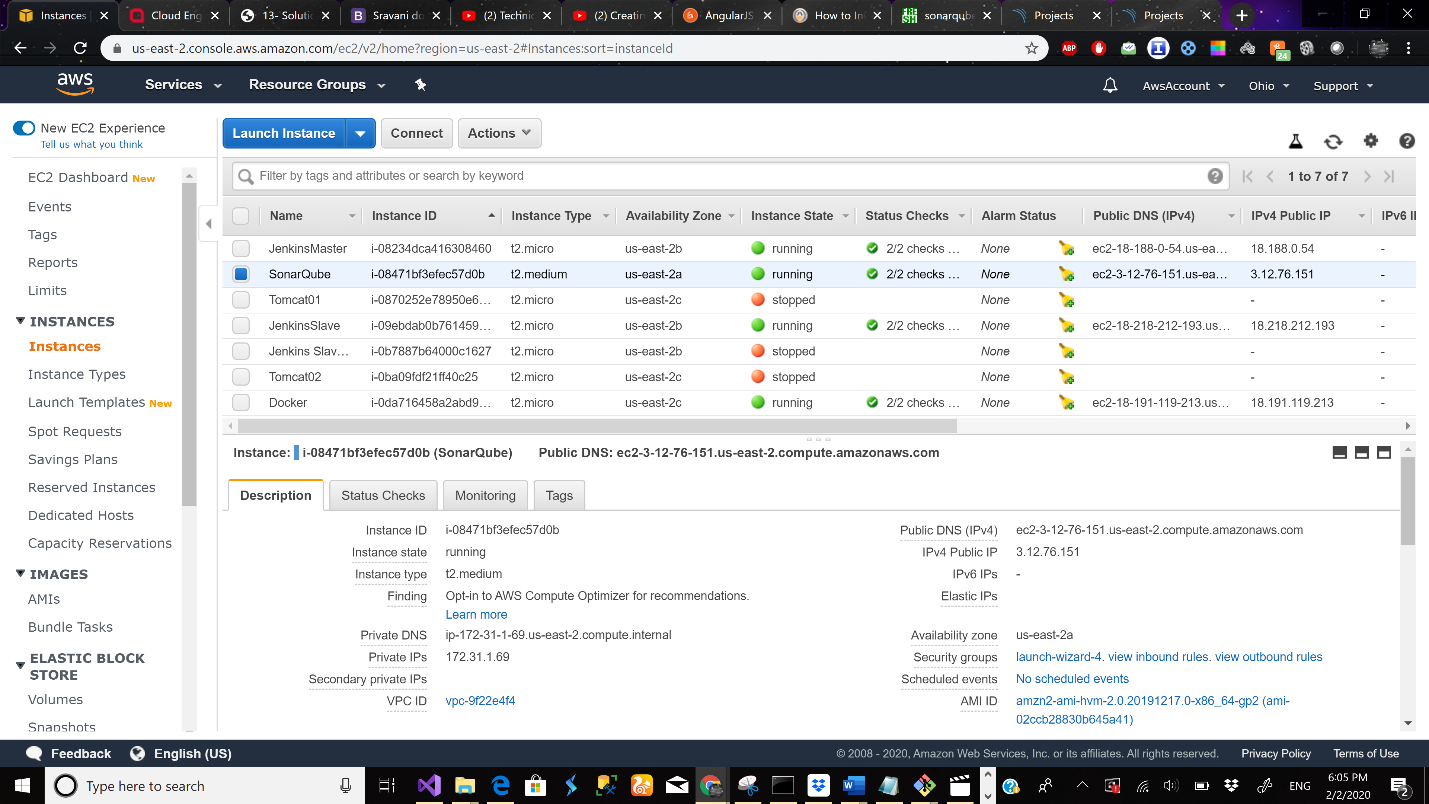 Instances
Cloud Eng
13- Soluti
Sravani do
(2) Technic
(2) Creatin
AngularJS
How to In
sonarqube
Projects
Projects
us-east-2.console.aws.amazon.com/ec2/v2/home?region=us-east-2#Instances:sort=instanceId
ABP
24
aws Services Resource Groups AwsAccount Ohio Support
New EC2 Experience
Tell us what you think
EC2 Dashboard New
Events
Tags
Reports
Limits
INSTANCES
Instances
Instance Types
Launch Templates New
Spot Requests
Savings Plans
Reserved Instances
Dedicated Hosts
Capacity Reservations
IMAGES
AMIs
Bundle Tasks
ELASTIC BLOCK
STORE
Volumes
Snapshots
Launch Instance Connect Actions
Filter by tags and attributes or search by keyword
1 to 7 of 7
Name Instance ID Instance Type Availability Zone Instance State Status Checks Alarm Status Public DNS (IPv4) IPv4 Public IP IPv6 I
JenkinsMaster i-08234dca416308460 t2.micro us-east-2b running 2/2 checks ... None ec2-18-188-0-54.us-ea... 18.188.0.54 -
SonarQube i-08471bf3efec57d0b t2.medium us-east-2a running 2/2 checks ... None ec2-3-12-76-151.us-ea... 3.12.76.151 -
Tomcat01 i-0870252e78950e6... t2.micro us-east-2c stopped None - -
JenkinsSlave i-09ebdab0b761459... t2.micro us-east-2b running 2/2 checks ... None ec2-18-218-212-193.us... 18.218.212.193 -
Jenkins Slav... i-0b7887b64000c1627 t2.micro us-east-2b stopped None - -
Tomcat02 i-0ba09fdf21ff40c25 t2.micro us-east-2c stopped None - -
Docker i-0da716458a2abd9... t2.micro us-east-2c running 2/2 checks ... None ec2-18-191-119-213.us... 18.191.119.213 -
Instance: i-08471bf3efec57d0b (SonarQube) Public DNS: ec2-3-12-76-151.us-east-2.compute.amazonaws.com
Description Status Checks Monitoring Tags
Instance ID i-08471bf3efec57d0b
Instance state running
Instance type t2.medium
Finding Opt-in to AWS Compute Optimizer for recommendations.
Learn more
Private DNS ip-172-31-1-69.us-east-2.compute.internal
Private IPs 172.31.1.69
Secondary private IPs
VPC ID vpc-9f22e4f4
Public DNS (IPv4) ec2-3-12-76-151.us-east-2.compute.amazonaws.com
IPv4 Public IP 3.12.76.151
IPv6 IPs -
Elastic IPs
Availability zone us-east-2a
Security groups launch-wizard-4. view inbound rules. view outbound rules
Scheduled events No scheduled events
AMI ID amzn2-ami-hvm-2.0.20191217.0-x86_64-gp2 (ami-
02ccb28830b645a41)
Feedback English (US) © 2008 - 2020, Amazon Web Services, Inc. or its affiliates. All rights reserved. Privacy Policy Terms of Use
Type here to search
ENG
6:05 PM
2/2/2020
2